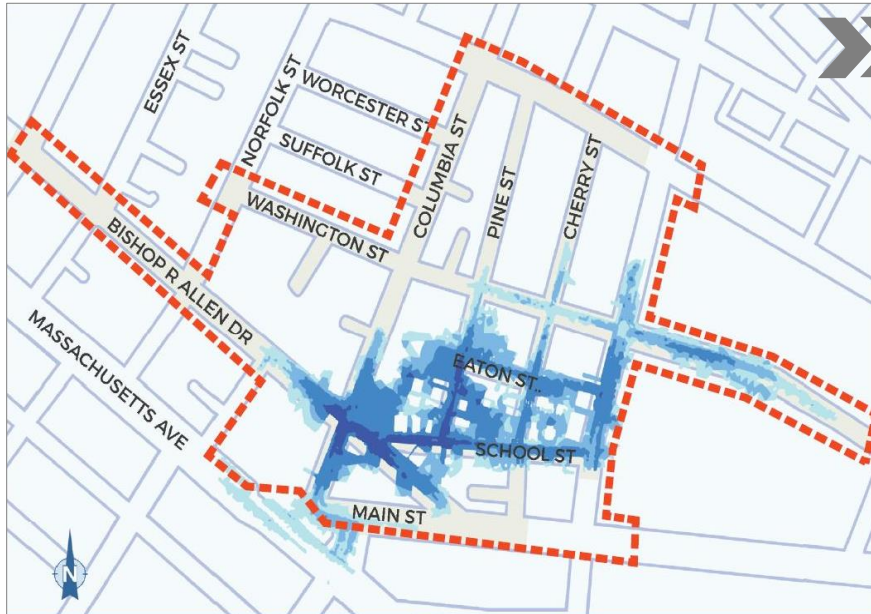 ESSEX ST
NORFOLK ST
WORCESTER ST
SUFFOLK ST
COLUMBIA ST
PINE ST
CHERRY ST
WASHINGTON ST
BISHOP R ALLEN DR
MASSACHUSETTS AVE
EATON ST.
SCHOOL ST
MAIN ST
N